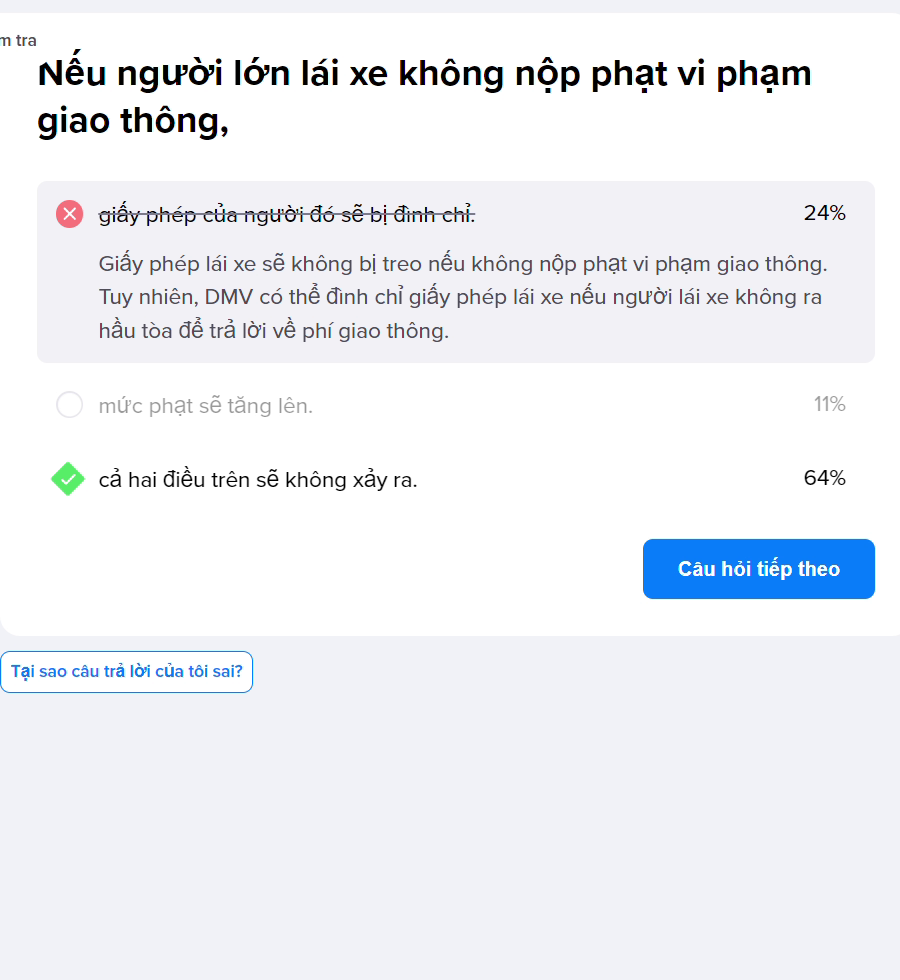 m tra
Nếu người lớn lái xe không nộp phạt vi phạm
giao thông,
giấy phép của người đó sẽ bị đình chỉ.
24%
Giấy phép lái xe sẽ không bị treo nếu không nộp phạt vi phạm giao thông.
Tuy nhiên, DMV có thể đình chỉ giấy phép lái xe nếu người lái xe không ra
hầu tòa để trả lời về phí giao thông.
mức phạt sẽ tăng lên.
11%
cả hai điều trên sẽ không xảy ra.
64%
Câu hỏi tiếp theo
Tại sao câu trả lời của tôi sai?